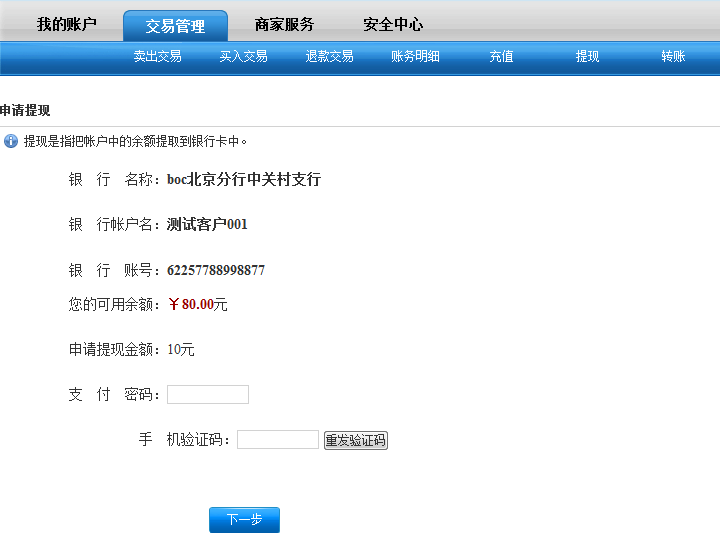 我的账户 交易管理 商家服务 安全中心
卖出交易 买入交易 退款交易 账务明细 充值 提现 转账
申请提现
提现是指把帐户中的余额提取到银行卡中。
银 行 名称：boc北京分行中关村支行
银 行帐户名：测试客户001
银 行 账号：62257788998877
您的可用余额：￥80.00元
申请提现金额：10元
支 付 密码：
手 机验证码： 重发验证码
下一步